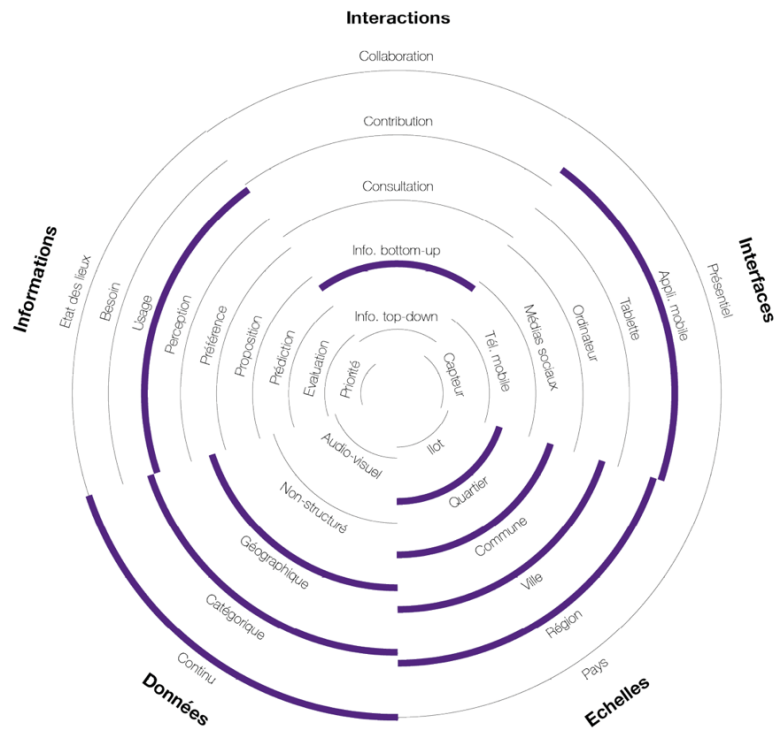 Interactions
Collaboration
Contribution
Consultation
Info. bottom-up
Info. top-down
Informations
Etat des lieux
Besoin
Usage
Perception
Préférence
Proposition
Prédiction
Evaluation
Priorité
Interfaces
Capteur
Tél. mobile
Médias sociaux
Ordinateur
Tablette
Appli. mobile
Présentiel
Données
Audio-visuel
Non-structuré
Géographique
Catégorique
Continu
Echelles
Ilot
Quartier
Commune
Ville
Région
Pays